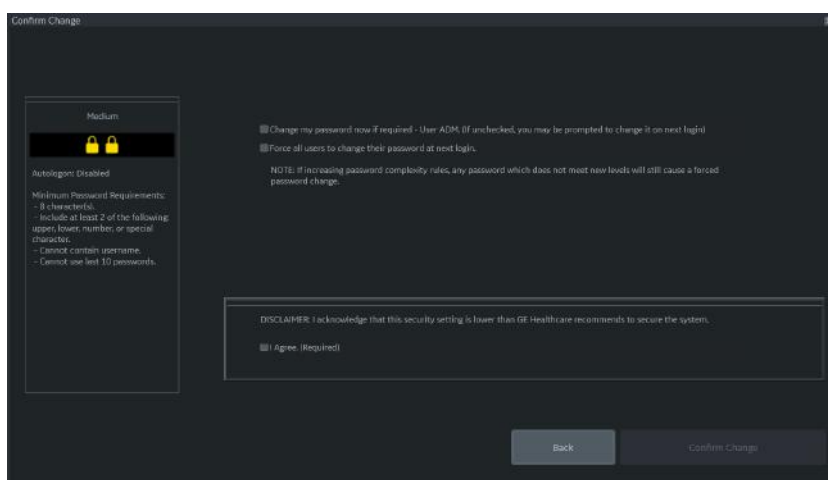 Confirm Change
Medium
Autologon: Disabled
Minimum Password Requirements:
- 8 character(s).
- Include at least 2 of the following:
upper, lower, number, or special
character.
- Cannot contain username.
- Cannot use last 10 passwords.
Change my password now if required - User ADM. (If unchecked, you may be prompted to change it on next login)
Force all users to change their password at next login.
NOTE: If increasing password complexity rules, any password which does not meet new levels will still cause a forced
password change.
DISCLAIMER: I acknowledge that this security setting is lower than GE Healthcare recommends to secure the system.
I Agree. (Required)
Back
Confirm Change